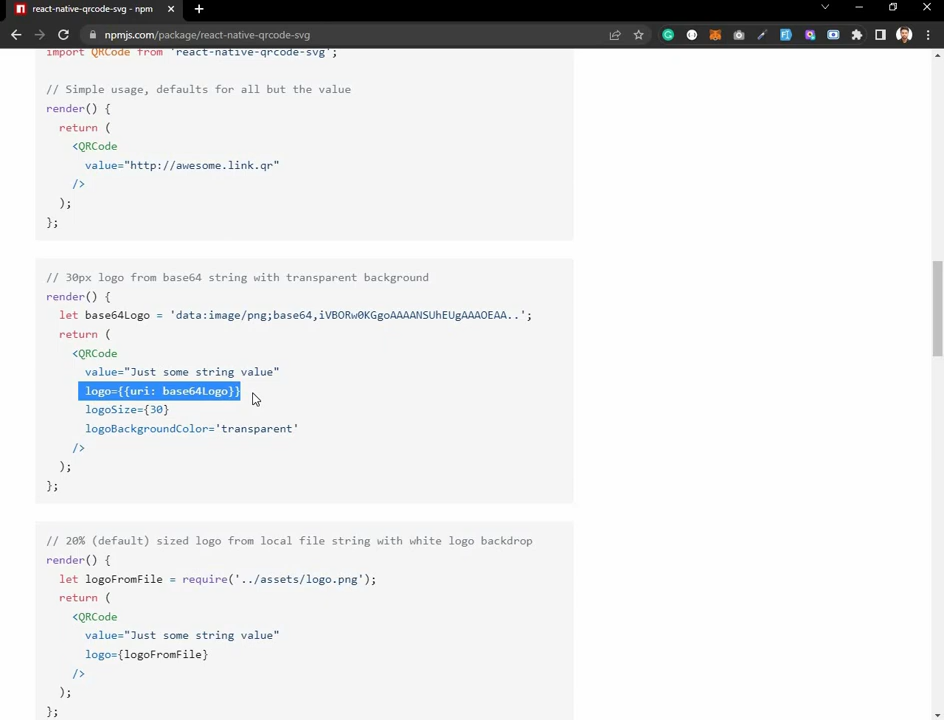 react-native-qrcode-svg - npm
npmjs.com/package/react-native-qrcode-svg
import QRCode from 'react-native-qrcode-svg';
// Simple usage, defaults for all but the value
render() {
return (
<QRCode
value="http://awesome.link.qr"
/>
);
};
// 30px logo from base64 string with transparent background
render() {
let base64Logo = 'data:image/png;base64,iVBORw0KGgoAAAANSUhEUgAAAOEAA..';
return (
<QRCode
value="Just some string value"
logo={{uri: base64Logo}}
logoSize={30}
logoBackgroundColor='transparent'
/>
);
};
// 20% (default) sized logo from local file string with white logo backdrop
render() {
let logoFromFile = require('../assets/logo.png');
return (
<QRCode
value="Just some string value"
logo={logoFromFile}
/>
);
};